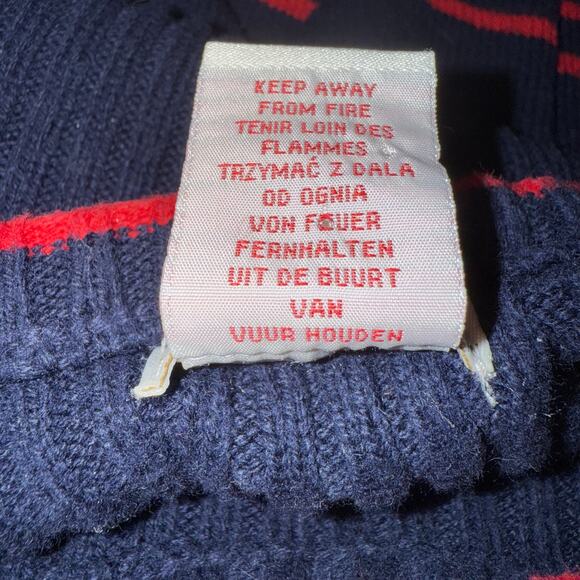 KEEP AWAY
FROM FIRE
TENIR LOIN DES
FLAMMES
TRZYMAĆ Z DALA
OD OGNIA
VON FEUER
FERNHALTEN
UIT DE BUURT
VAN
VUUR HOUDEN